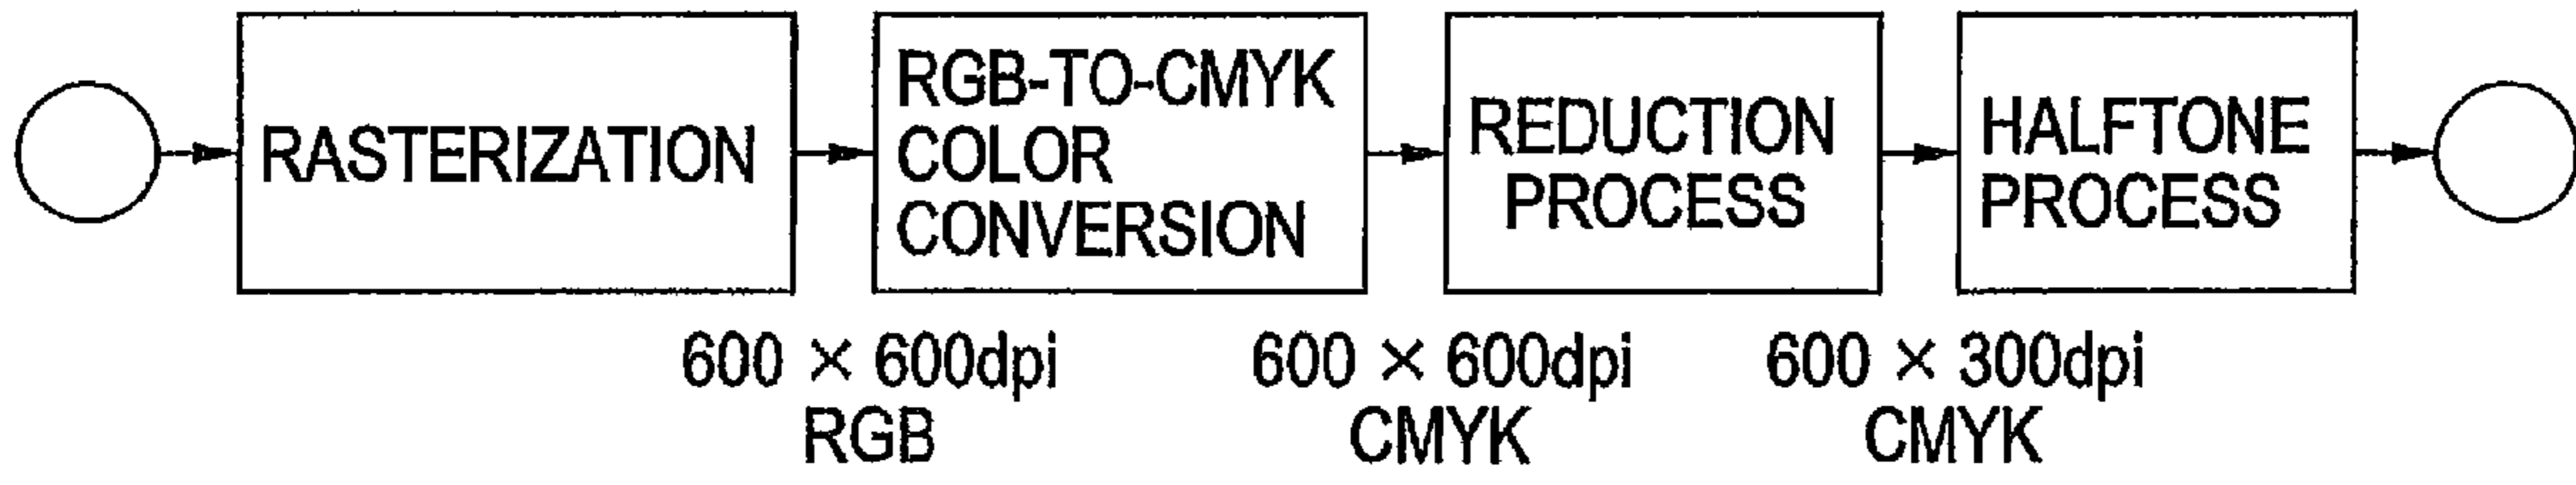 RASTERIZATION
RGB-TO-CMYK
COLOR
CONVERSION
REDUCTION
PROCESS
HALFTONE
PROCESS
600 × 600dpi
RGB
600 × 600dpi
CMYK
600 × 300dpi
CMYK